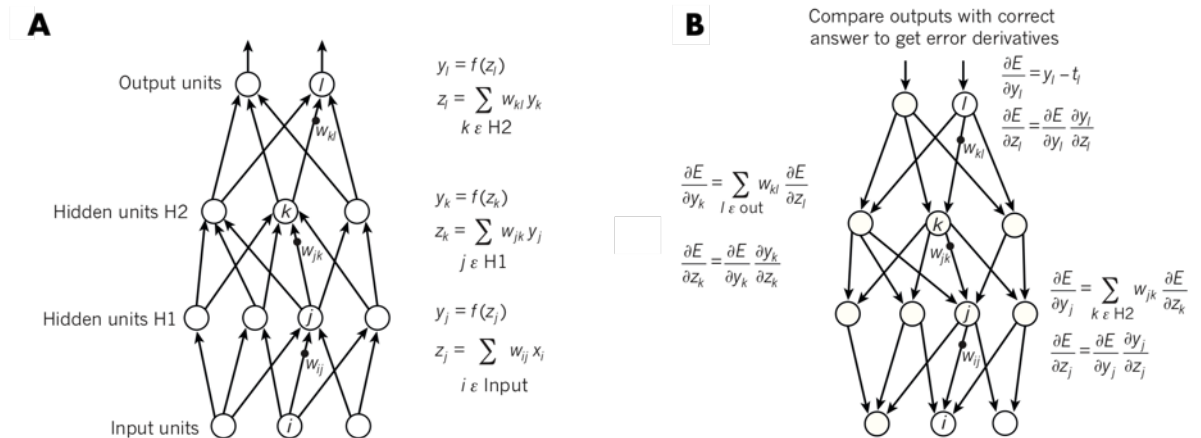 A
Output units
l
w_kl
y_l = f(z_l)
z_l = ∑ w_kl y_k
k ε H2
Hidden units H2
k
w_jk
y_k = f(z_k)
z_k = ∑ w_jk y_j
j ε H1
Hidden units H1
j
w_ij
y_j = f(z_j)
z_j = ∑ w_ij x_i
i ε Input
Input units
i
B
Compare outputs with correct
answer to get error derivatives
l
w_kl
∂E/∂y_l = y_l – t_l
∂E/∂z_l = ∂E/∂y_l ∂y_l/∂z_l
∂E/∂y_k = ∑ w_kl ∂E/∂z_l
l ε out
∂E/∂z_k = ∂E/∂y_k ∂y_k/∂z_k
k
w_jk
∂E/∂y_j = ∑ w_jk ∂E/∂z_k
k ε H2
∂E/∂z_j = ∂E/∂y_j ∂y_j/∂z_j
j
w_ij
i